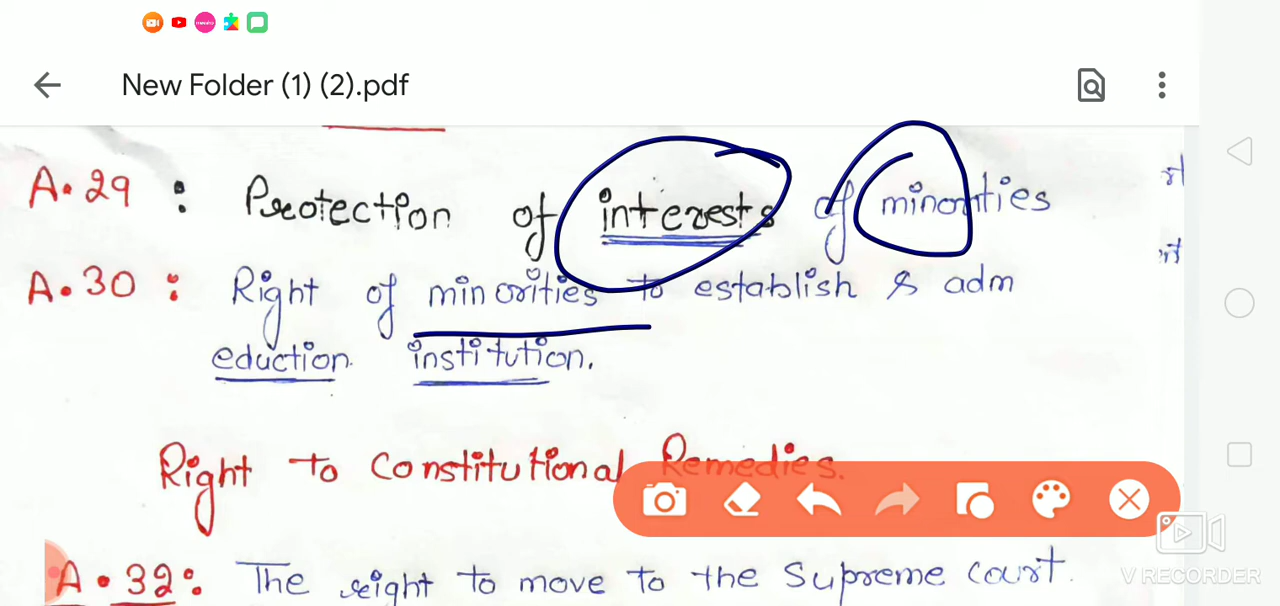 New Folder (1) (2).pdf
A.29 : Protection of interests of minorities
A.30 : Right of minorities to establish & adm
eduction institution.
Right to Constitutional Remedies.
A.32: The right to move to the Supreme Court.
V RECORDER